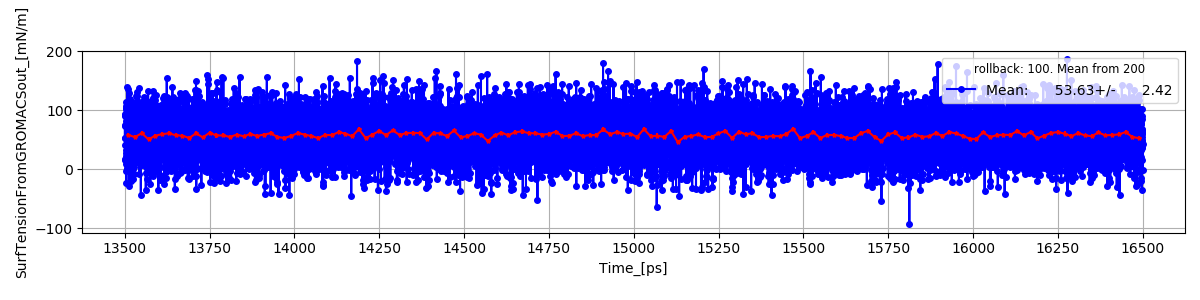 SurfTensionFromGROMACSout_[mN/m]
200
100
0
−100
rollback: 100. Mean from 200
Mean: 53.63+/- 2.42
13500 13750 14000 14250 14500 14750 15000 15250 15500 15750 16000 16250 16500
Time_[ps]